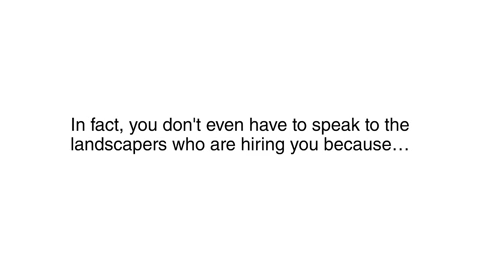 In fact, you don't even have to speak to the
landscapers who are hiring you because…